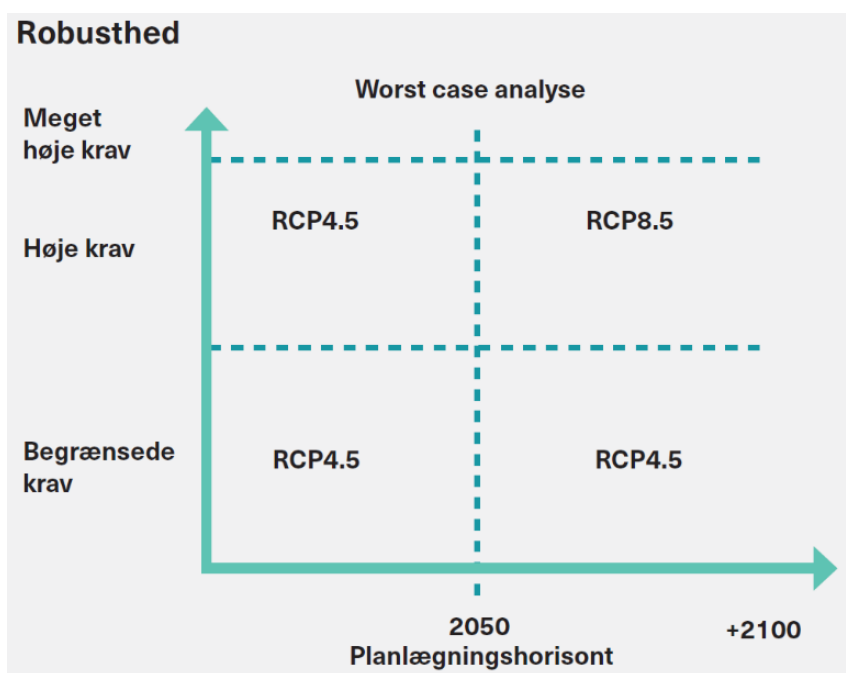 Robusthed
Worst case analyse
Meget
høje krav
RCP4.5
RCP8.5
Høje krav
Begrænsede
krav
RCP4.5
RCP4.5
2050
+2100
Planlægningshorisont